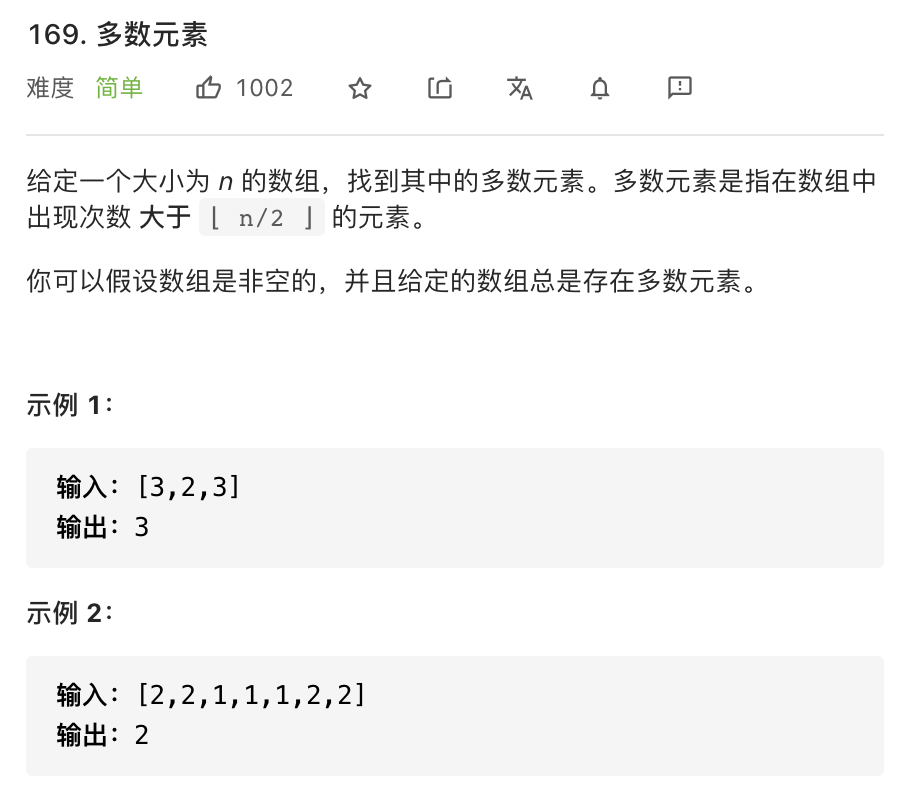 169. 多数元素
难度 简单 1002
给定一个大小为 n 的数组，找到其中的多数元素。多数元素是指在数组中
出现次数 大于 ⌊ n/2 ⌋ 的元素。
你可以假设数组是非空的，并且给定的数组总是存在多数元素。
示例 1：
输入：[3,2,3]
输出：3
示例 2：
输入：[2,2,1,1,1,2,2]
输出：2